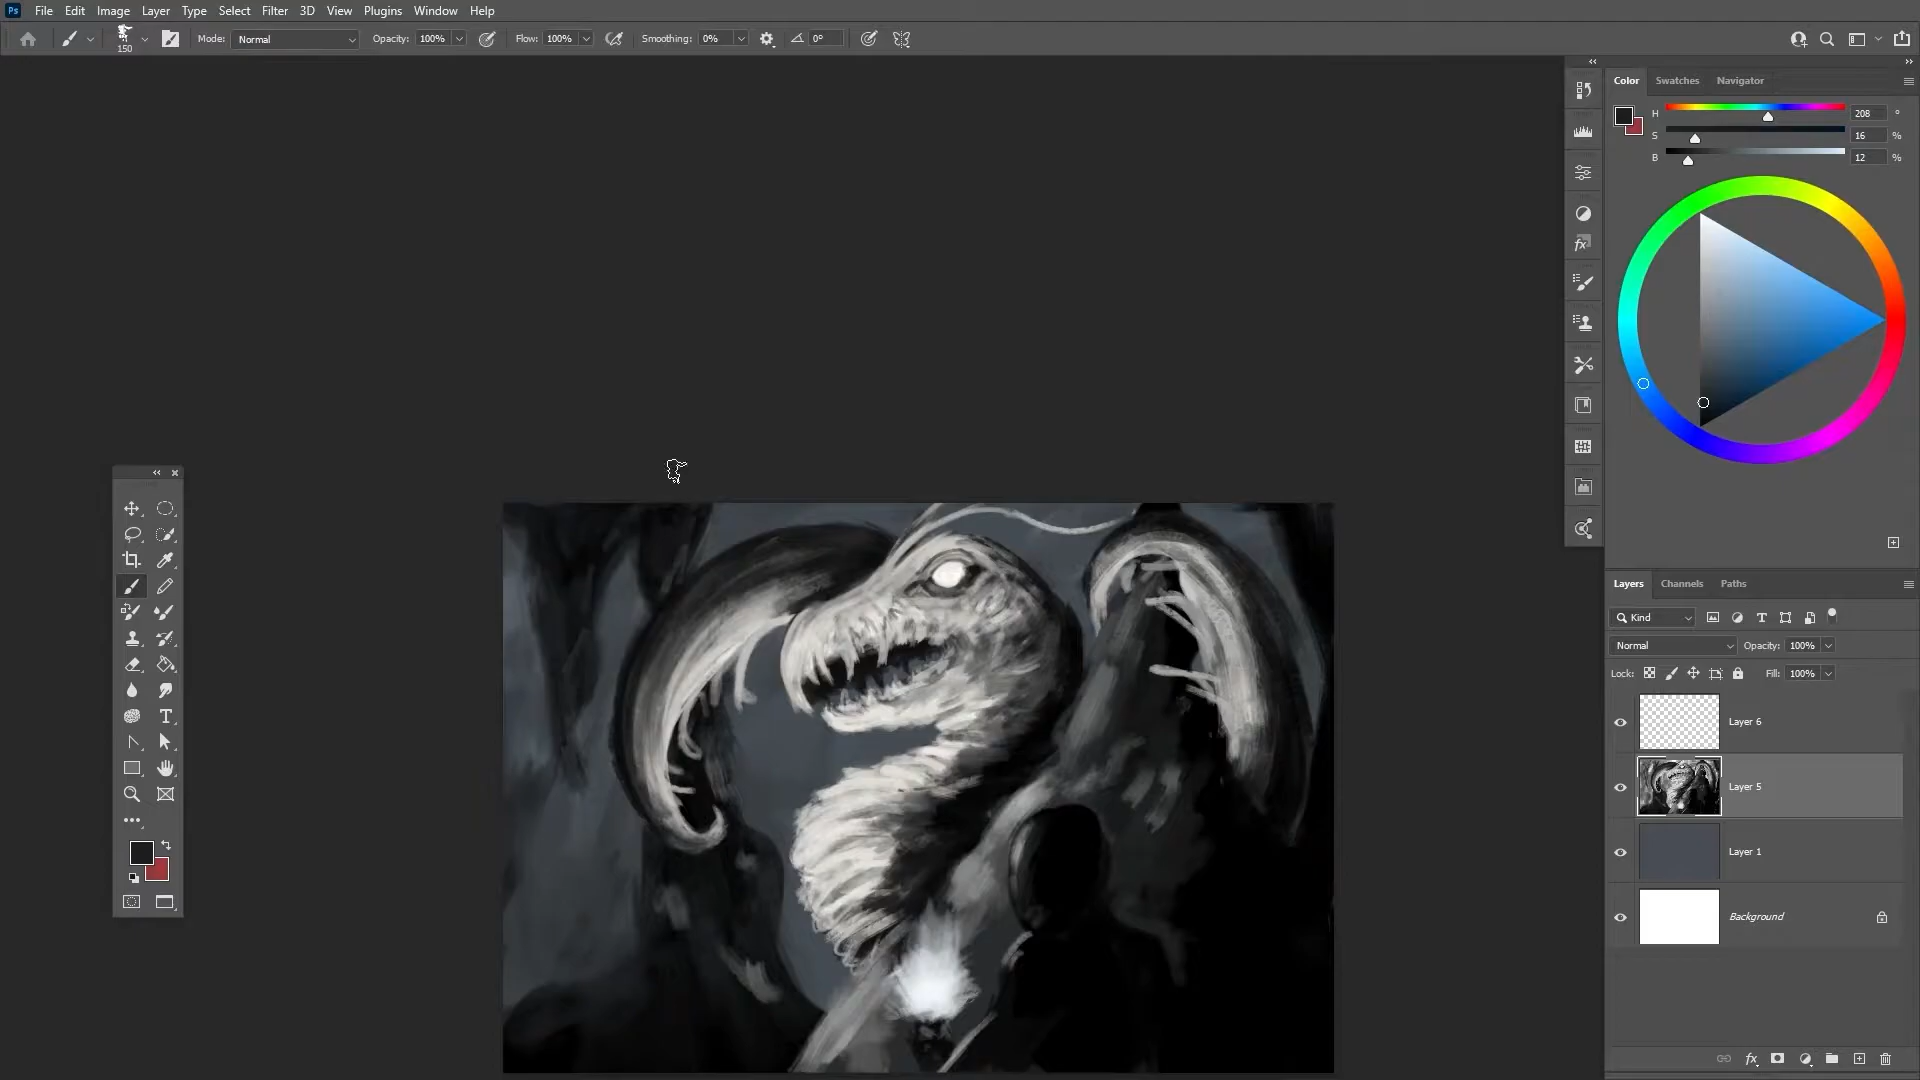 Ps File Edit Image Layer Type Select Filter 3D View Plugins Window Help
150 Mode: Normal Opacity: 100% Flow: 100% Smoothing: 0% 0°
Color Swatches Navigator
H 208 °
S 16 %
B 12 %
Layers Channels Paths
Kind T
Normal Opacity: 100%
Lock: Fill: 100%
Layer 6
Layer 5
Layer 1
Background
fx
T
fx